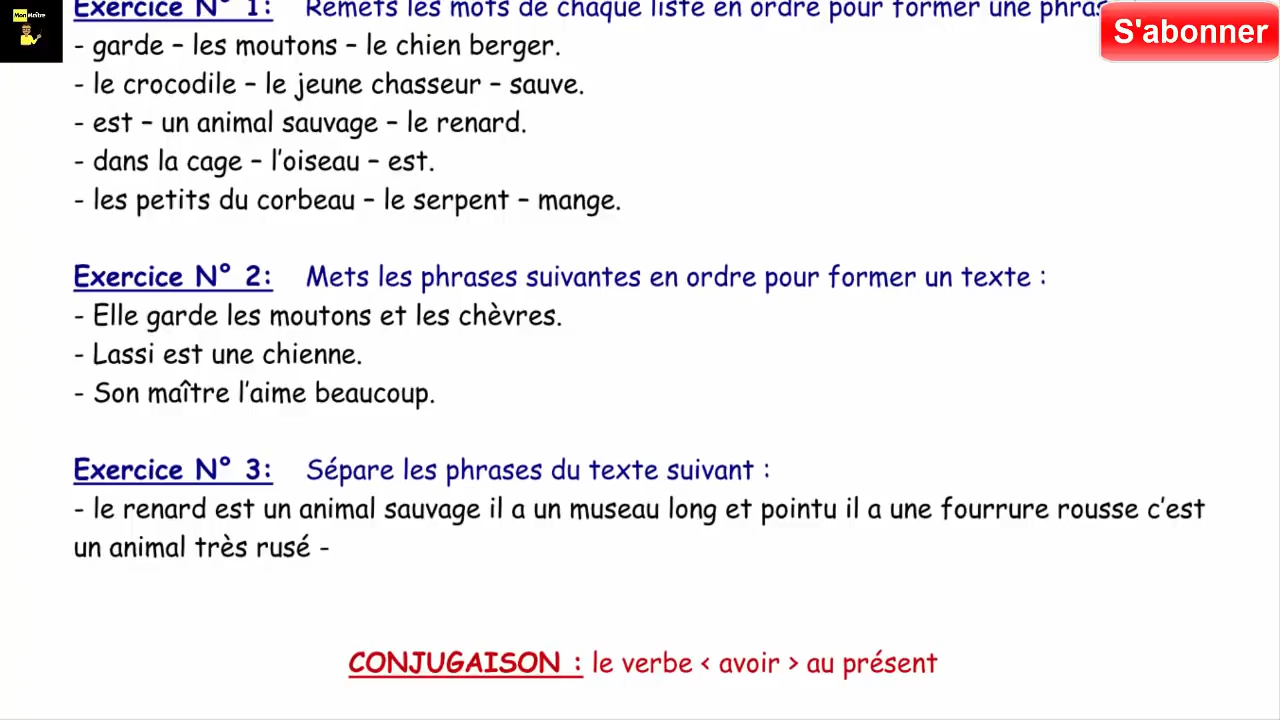 Mon Maître
Exercice N° 1: Remets les mots de chaque liste en ordre pour former une phrase
S'abonner
- garde – les moutons – le chien berger.
- le crocodile – le jeune chasseur – sauve.
- est – un animal sauvage – le renard.
- dans la cage – l'oiseau – est.
- les petits du corbeau – le serpent – mange.
Exercice N° 2: Mets les phrases suivantes en ordre pour former un texte :
- Elle garde les moutons et les chèvres.
- Lassi est une chienne.
- Son maître l'aime beaucoup.
Exercice N° 3: Sépare les phrases du texte suivant :
- le renard est un animal sauvage il a un museau long et pointu il a une fourrure rousse c'est
un animal très rusé -
CONJUGAISON : le verbe < avoir > au présent